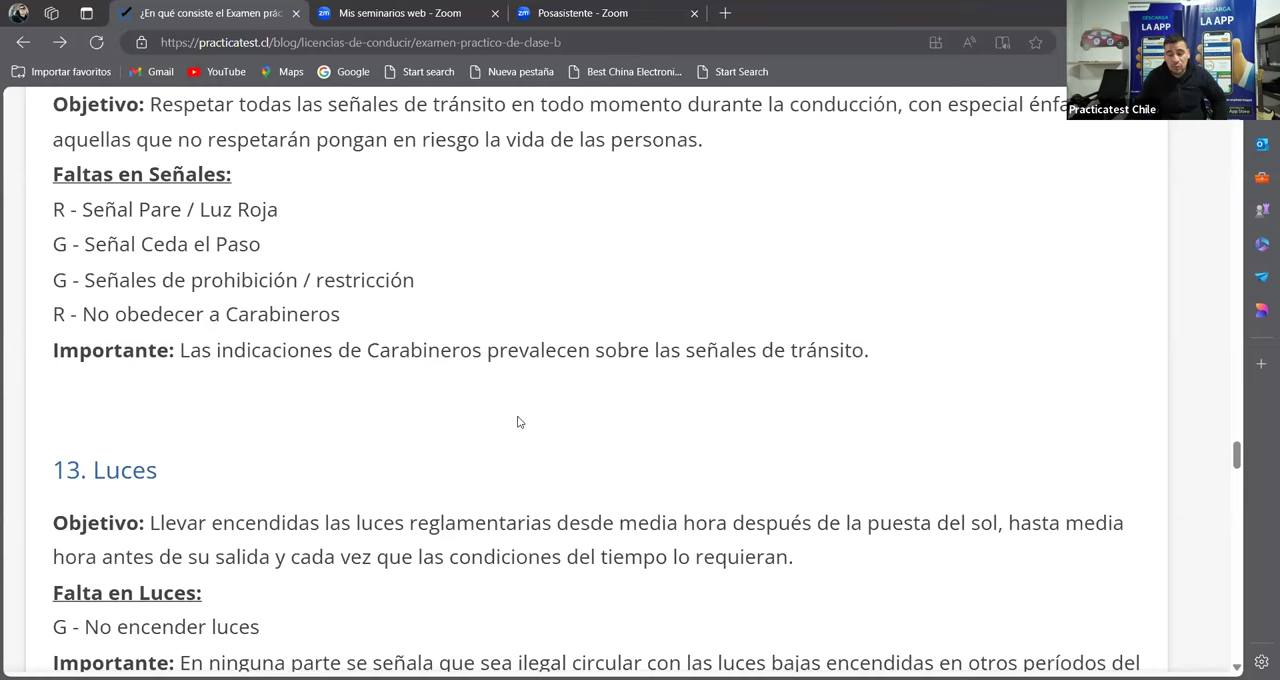 ¿En qué consiste el Examen prác
Mis seminarios web - Zoom
Posasistente - Zoom
https://practicatest.cl/blog/licencias-de-conducir/examen-practico-de-clase-b
Importar favoritos
Gmail
YouTube
Maps
Google
Start search
Nueva pestaña
Best China Electroni...
Start Search
DESCARGA
LA APP
DESCARGA
LA APP
Practicatest Chile
Objetivo: Respetar todas las señales de tránsito en todo momento durante la conducción, con especial énfa
aquellas que no respetarán pongan en riesgo la vida de las personas.
Faltas en Señales:
R - Señal Pare / Luz Roja
G - Señal Ceda el Paso
G - Señales de prohibición / restricción
R - No obedecer a Carabineros
Importante: Las indicaciones de Carabineros prevalecen sobre las señales de tránsito.
13. Luces
Objetivo: Llevar encendidas las luces reglamentarias desde media hora después de la puesta del sol, hasta media
hora antes de su salida y cada vez que las condiciones del tiempo lo requieran.
Falta en Luces:
G - No encender luces
Importante: En ninguna parte se señala que sea ilegal circular con las luces bajas encendidas en otros períodos del